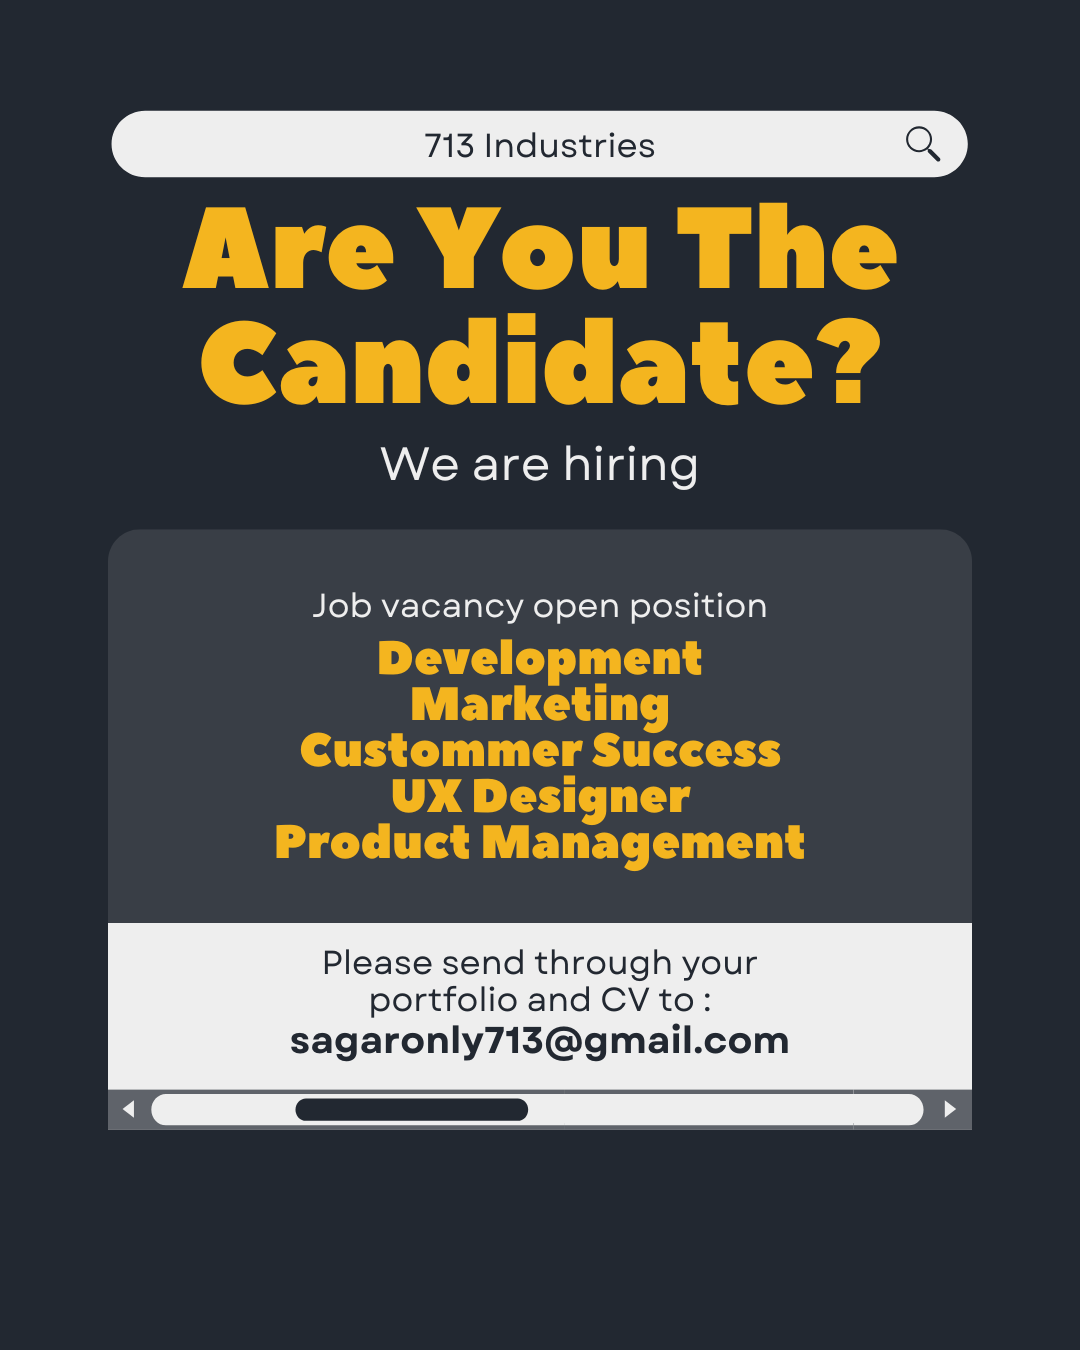 713 Industries
Are You The
Candidate?
We are hiring
Job vacancy open position
Development
Marketing
Custommer Success
UX Designer
Product Management
Please send through your
portfolio and CV to :
sagaronly713@gmail.com